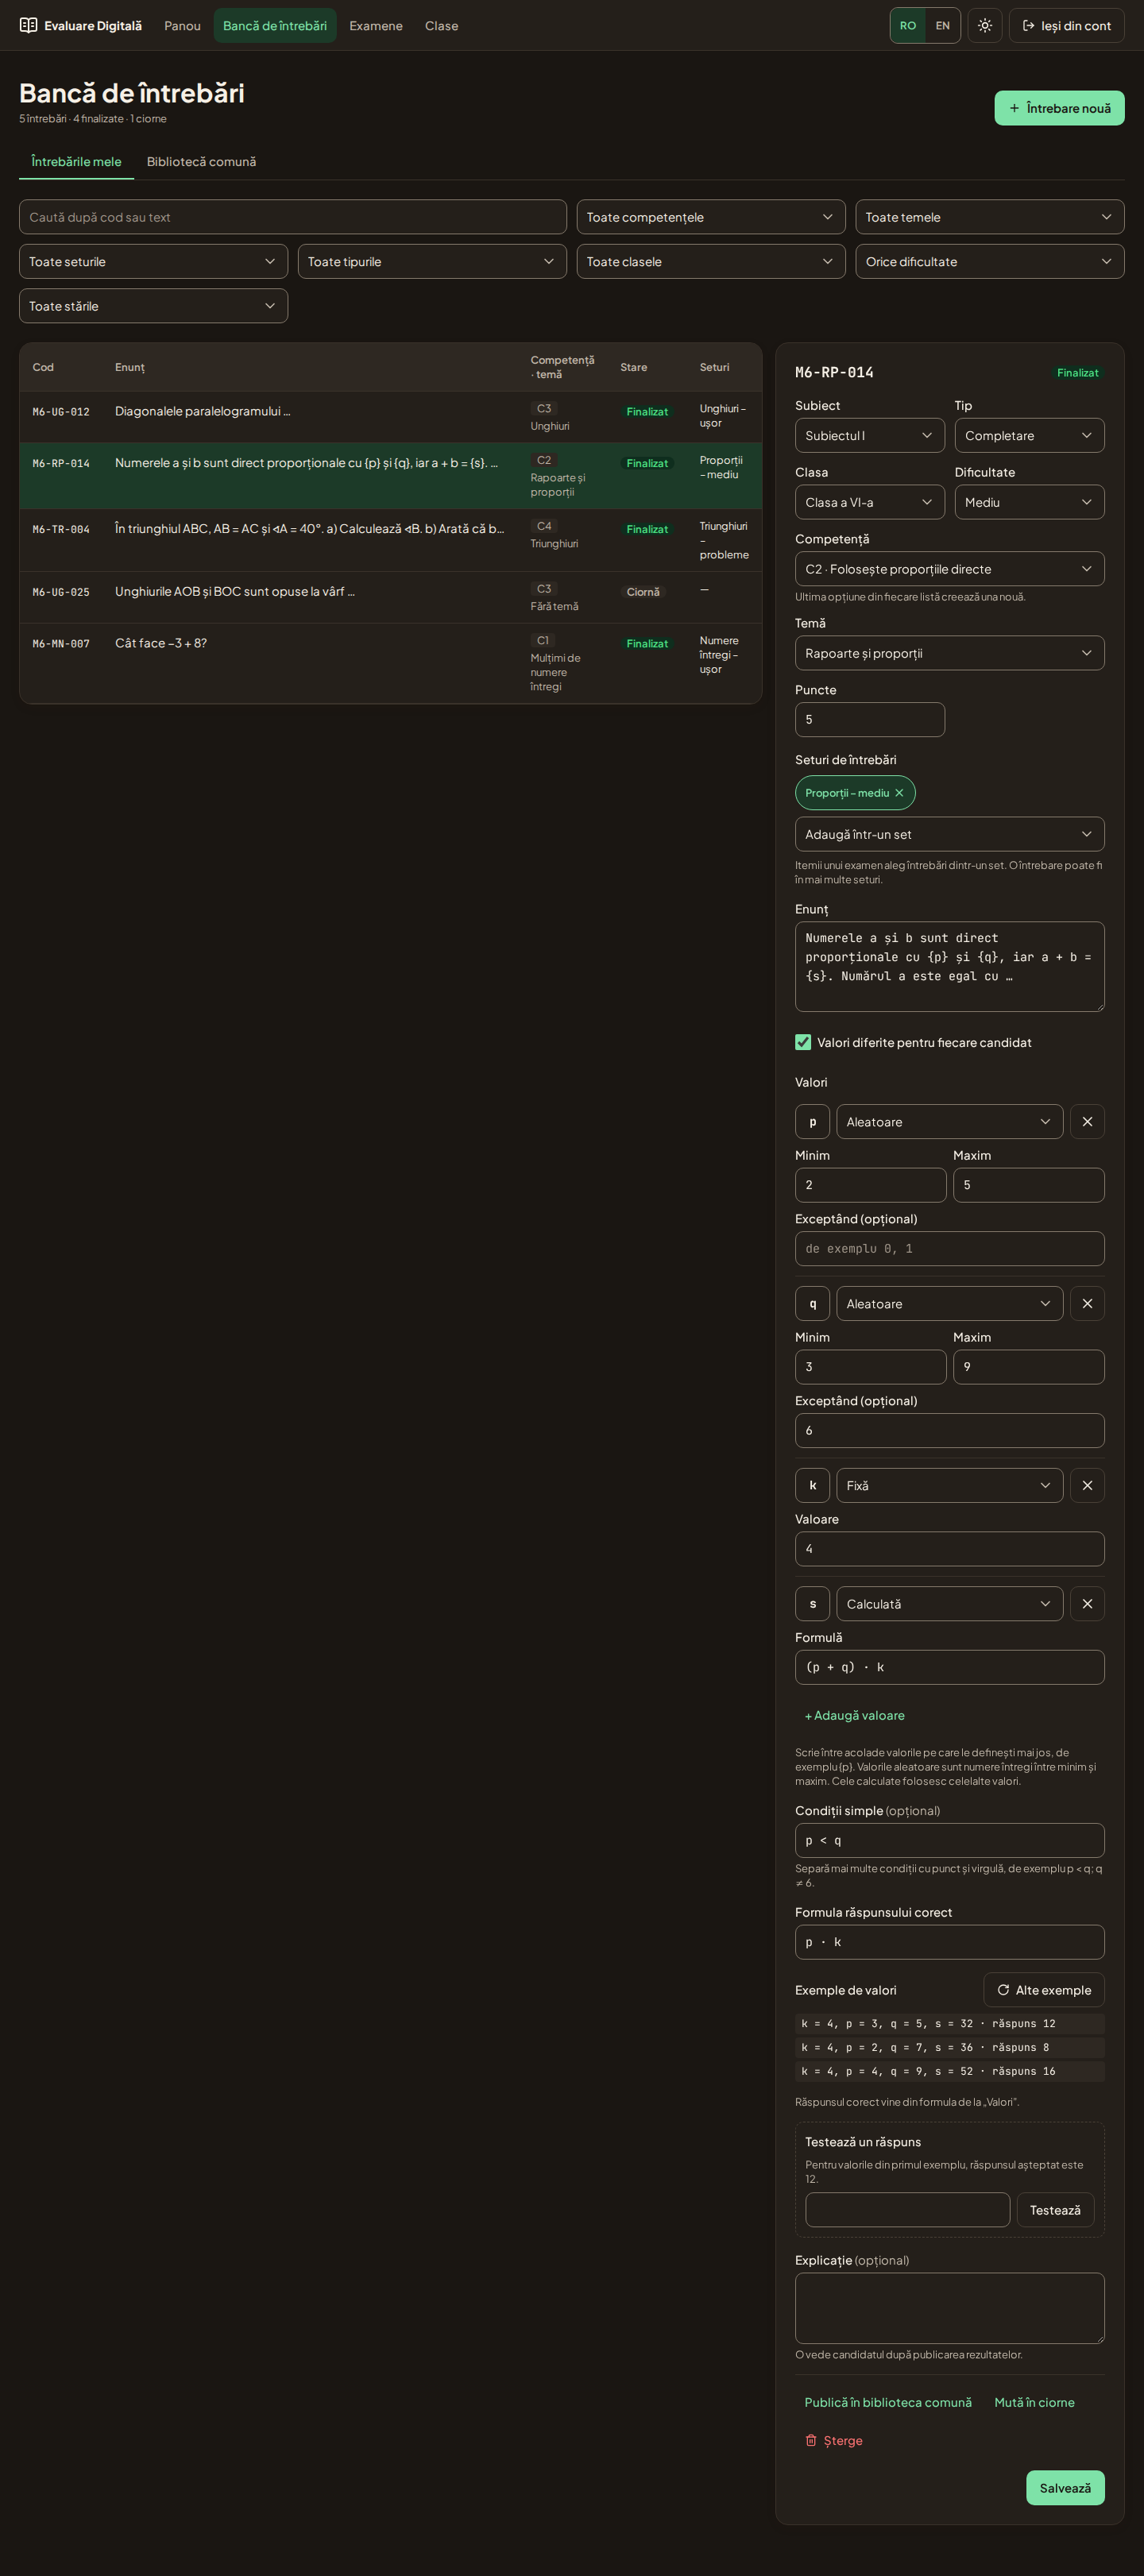 Evaluare Digitală
Panou
Bancă de întrebări
Examene
Clase
RO
EN
Ieși din cont
Bancă de întrebări
5 întrebări · 4 finalizate · 1 ciorne
+ Întrebare nouă
Întrebările mele
Bibliotecă comună
Caută după cod sau text
Toate competențele
Toate temele
Toate seturile
Toate tipurile
Toate clasele
Orice dificultate
Toate stările
Cod
Enunț
Competență
· temă
Stare
Seturi
M6-UG-012
Diagonalele paralelogramului …
C3
Unghiuri
Finalizat
Unghiuri –
ușor
M6-RP-014
Numerele a și b sunt direct proporționale cu {p} și {q}, iar a + b = {s}. …
C2
Rapoarte și
proporții
Finalizat
Proporții
– mediu
M6-TR-004
În triunghiul ABC, AB = AC și ∢A = 40°. a) Calculează ∢B. b) Arată că b…
C4
Triunghiuri
Finalizat
Triunghiuri
–
probleme
M6-UG-025
Unghiurile AOB și BOC sunt opuse la vârf …
C3
Fără temă
Ciornă
—
M6-MN-007
Cât face −3 + 8?
C1
Mulțimi de
numere
întregi
Finalizat
Numere
întregi –
ușor
M6-RP-014
Finalizat
Subiect
Tip
Subiectul I
Completare
Clasa
Dificultate
Clasa a VI-a
Mediu
Competență
C2 · Folosește proporțiile directe
Ultima opțiune din fiecare listă creează una nouă.
Temă
Rapoarte și proporții
Puncte
5
Seturi de întrebări
Proporții – mediu
Adaugă într-un set
Itemii unui examen aleg întrebări dintr-un set. O întrebare poate fi
în mai multe seturi.
Enunț
Numerele a și b sunt direct
proporționale cu {p} și {q}, iar a + b =
{s}. Numărul a este egal cu …
Valori diferite pentru fiecare candidat
Valori
p
Aleatoare
Minim
Maxim
2
5
Exceptând (opțional)
de exemplu 0, 1
q
Aleatoare
Minim
Maxim
3
9
Exceptând (opțional)
6
k
Fixă
Valoare
4
s
Calculată
Formulă
(p + q) · k
+ Adaugă valoare
Scrie între acolade valorile pe care le definești mai jos, de
exemplu {p}. Valorile aleatoare sunt numere întregi între minim și
maxim. Cele calculate folosesc celelalte valori.
Condiții simple (opțional)
p < q
Separă mai multe condiții cu punct și virgulă, de exemplu p < q; q
≠ 6.
Formula răspunsului corect
p · k
Exemple de valori
Alte exemple
k = 4, p = 3, q = 5, s = 32 · răspuns 12
k = 4, p = 2, q = 7, s = 36 · răspuns 8
k = 4, p = 4, q = 9, s = 52 · răspuns 16
Răspunsul corect vine din formula de la „Valori”.
Testează un răspuns
Pentru valorile din primul exemplu, răspunsul așteptat este
12.
Testează
Explicație (opțional)
O vede candidatul după publicarea rezultatelor.
Publică în biblioteca comună
Mută în ciorne
Șterge
Salvează